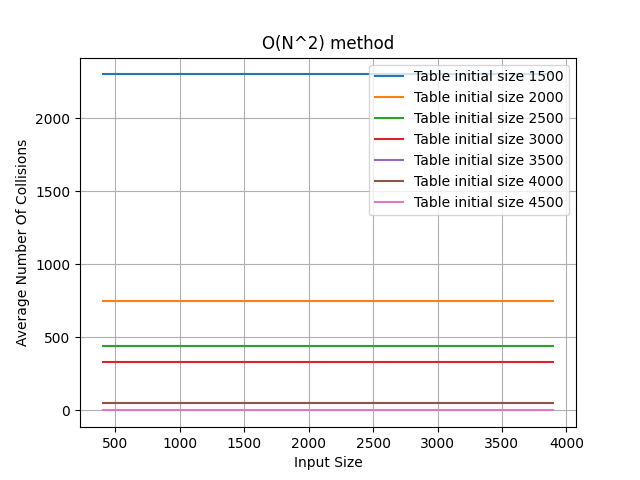 O(N^2) method
Average Number Of Collisions
2000
1500
1000
500
0
Table initial size 1500
Table initial size 2000
Table initial size 2500
Table initial size 3000
Table initial size 3500
Table initial size 4000
Table initial size 4500
500 1000 1500 2000 2500 3000 3500 4000
Input Size